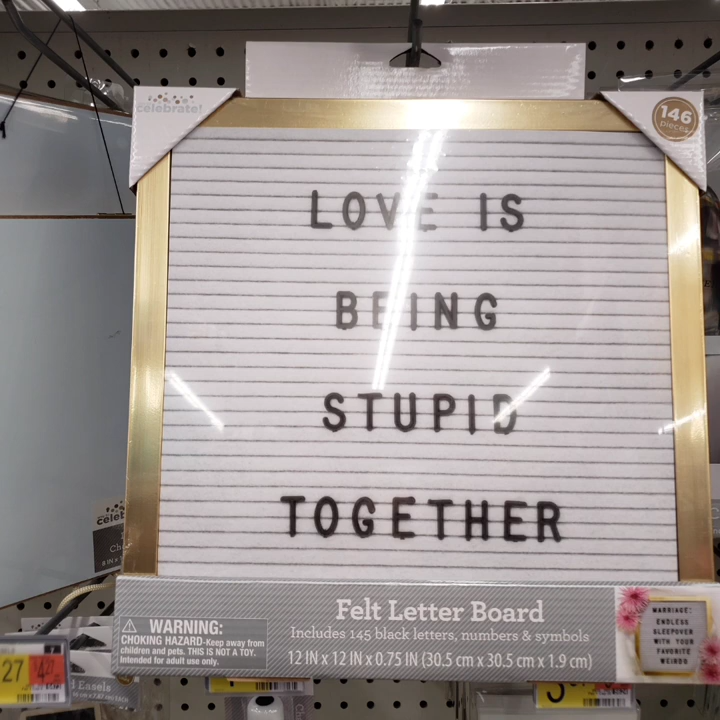 celebrate!
146
pieces
LOVE IS
BEING
STUPID
TOGETHER
Felt Letter Board
Includes 145 black letters, numbers & symbols
12 IN x 12 IN x 0.75 IN (30.5 cm x 30.5 cm x 1.9 cm)
WARNING:
CHOKING HAZARD-Keep away from
children and pets. THIS IS NOT A TOY.
Intended for adult use only.
MARRIAGE:
ENDLESS
SLEEPOVER
WITH YOUR
FAVORITE
WEIRDO
27
Easels